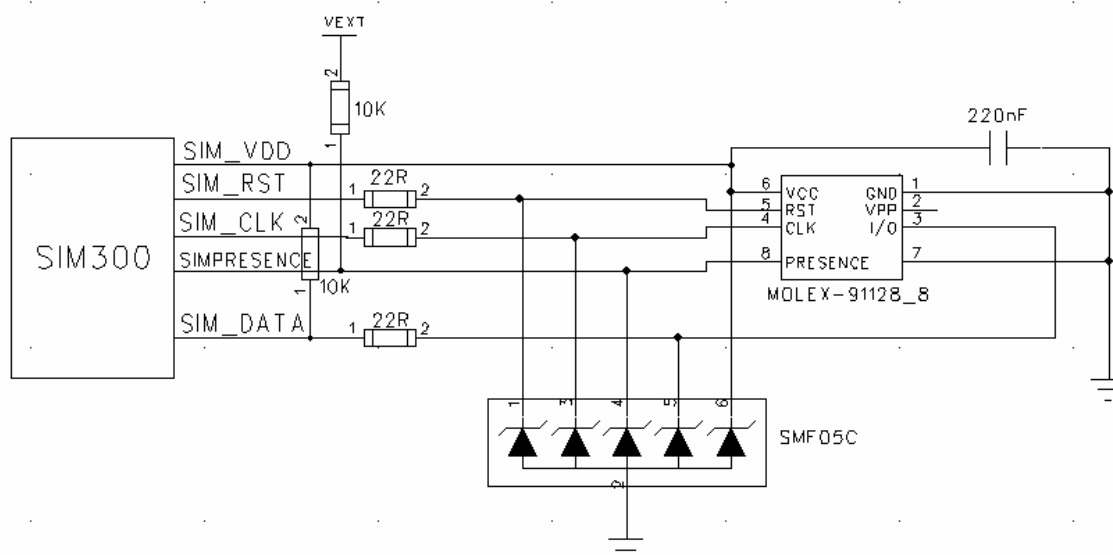 VEXT
2
10K
1
220nF
SIM_VDD
SIM_RST
1 22R 2
SIM_CLK
1 22R 2
2
SIM300
SIMPRESENCE
1 10K
SIM_DATA
1 22R 2
6 VCC GND 1
5 RST VPP 2
4 CLK I/O 3
8 PRESENCE 7
MOLEX-91128_8
1 3 4 5 6
SMF05C
2